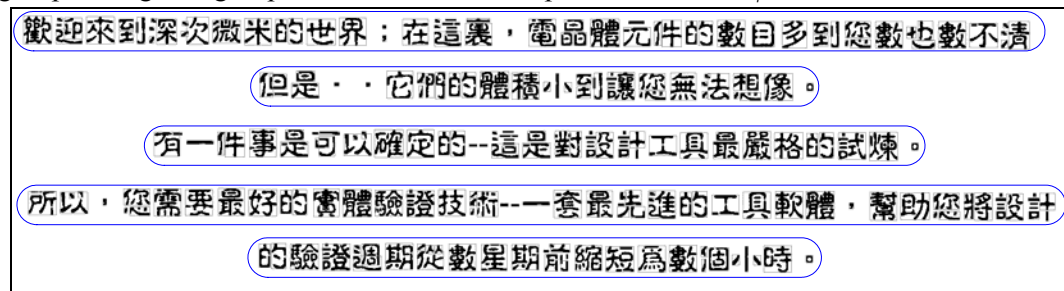 歡迎來到深次微米的世界；在這裏，電晶體元件的數目多到您數也數不清
但是··它們的體積小到讓您無法想像。
有一件事是可以確定的--這是對設計工具最嚴格的試煉。
所以，您需要最好的實體驗證技術--一套最先進的工具軟體，幫助您將設計
的驗證週期從數星期前縮短爲數個小時。